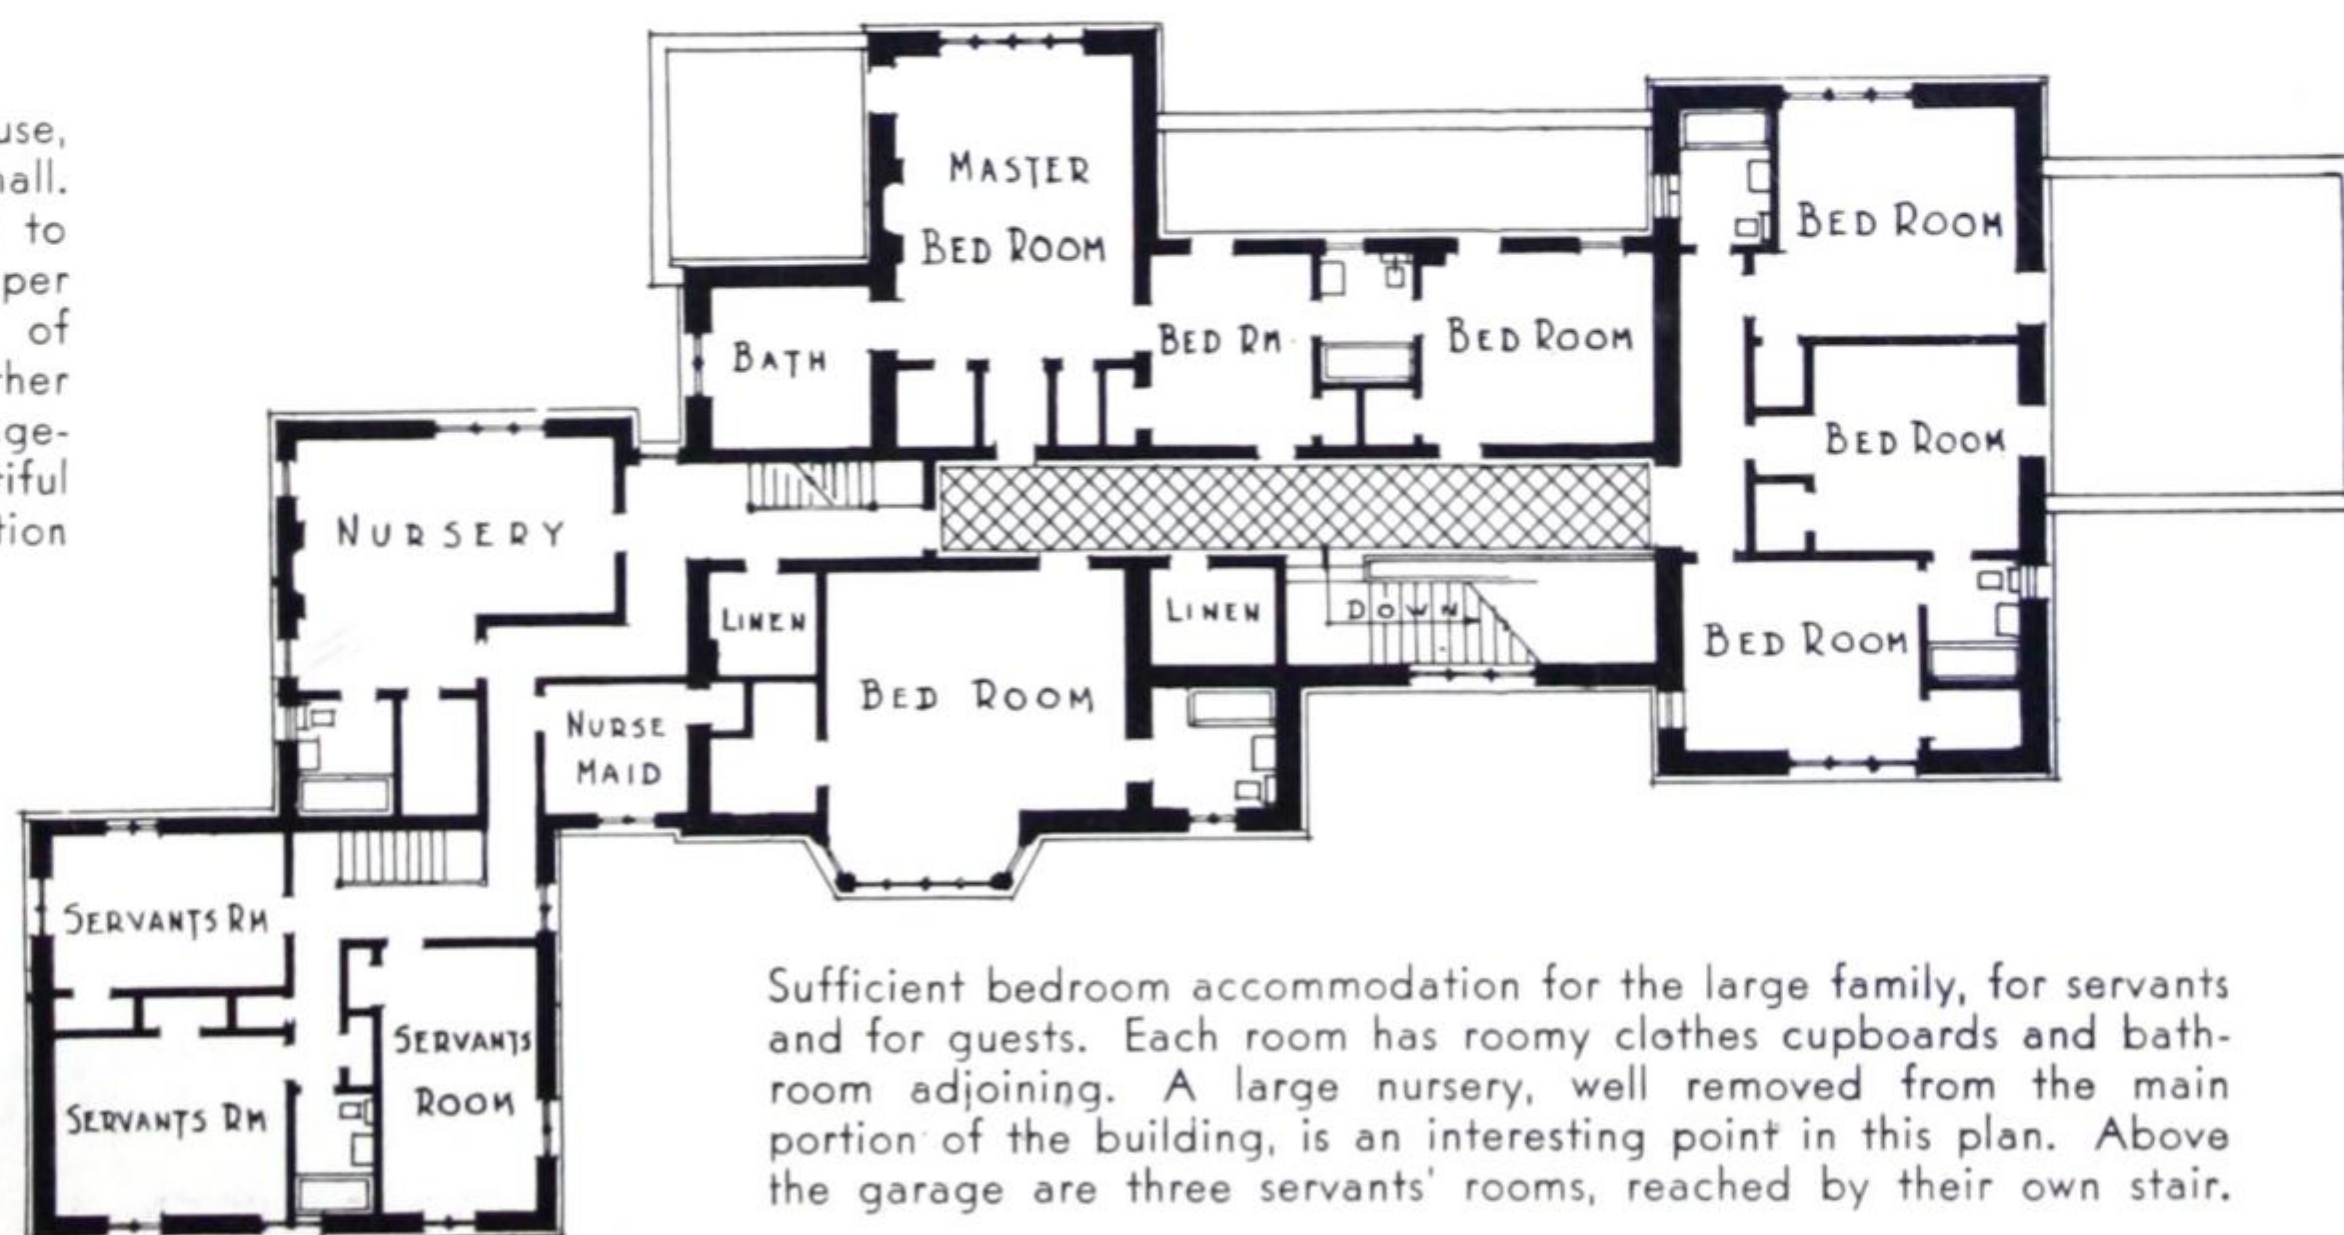 use,
all.
to
per
of
her
ge-
iful
tion
MASTER
BED ROOM
BED ROOM
BATH
BED RM
BED ROOM
BED ROOM
NURSERY
LINEN
LINEN
DOWN
BED ROOM
BED ROOM
NURSE
MAID
SERVANTS RM
SERVANTS
ROOM
SERVANTS RM
Sufficient bedroom accommodation for the large family, for servants
and for guests. Each room has roomy clothes cupboards and bath-
room adjoining. A large nursery, well removed from the main
portion of the building, is an interesting point in this plan. Above
the garage are three servants' rooms, reached by their own stair.